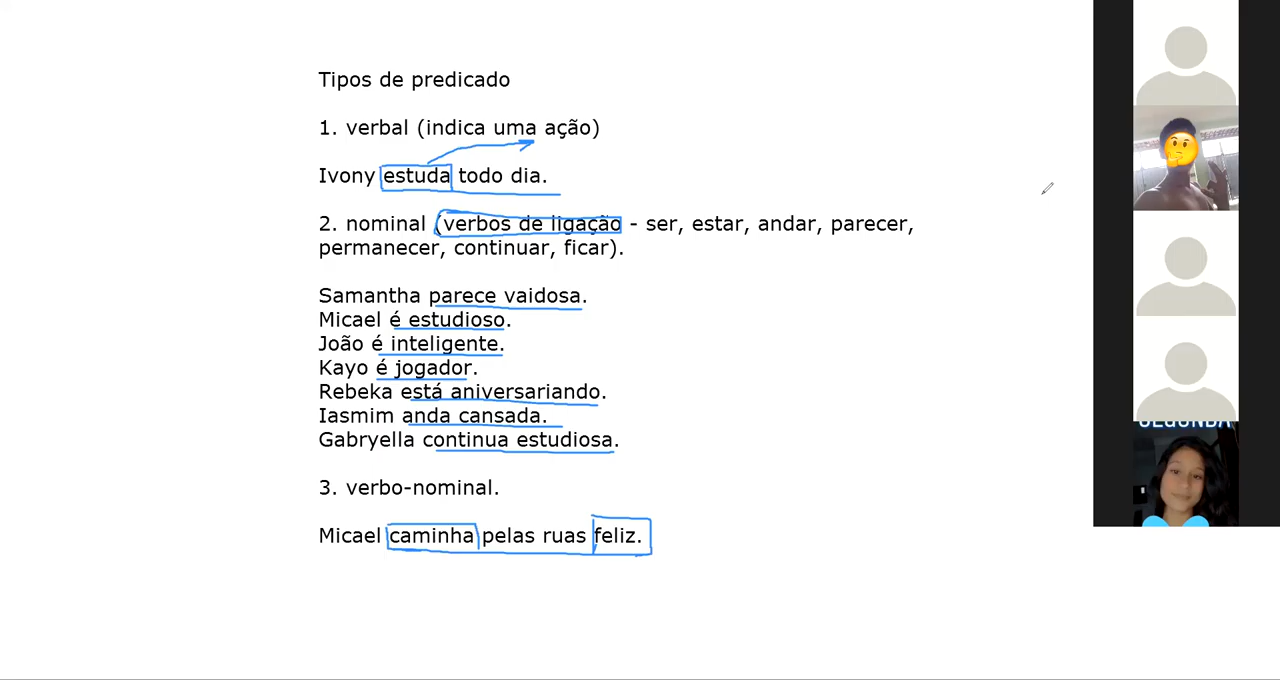 Tipos de predicado
1. verbal (indica uma ação)
Ivony estuda todo dia.
2. nominal (verbos de ligação - ser, estar, andar, parecer,
permanecer, continuar, ficar).
Samantha parece vaidosa.
Micael é estudioso.
João é inteligente.
Kayo é jogador.
Rebeka está aniversariando.
Iasmim anda cansada.
Gabryella continua estudiosa.
3. verbo-nominal.
Micael caminha pelas ruas feliz.
SEGUNDA